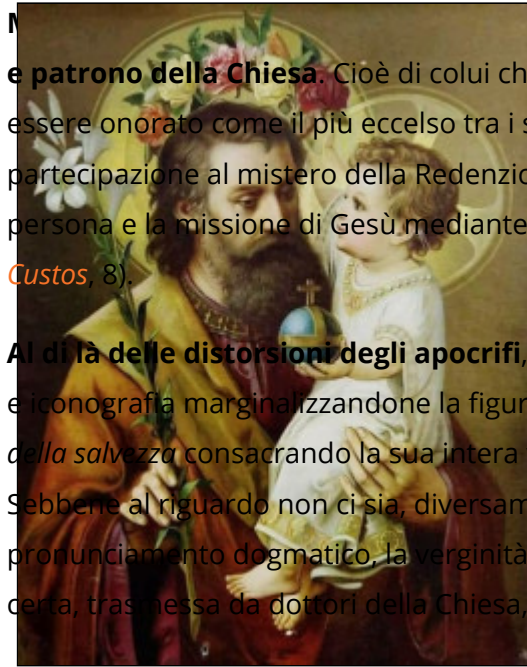 e patrono della Chiesa. Cioè di colui ch
essere onorato come il più eccelso tra i s
partecipazione al mistero della Redenzio
persona e la missione di Gesù mediante
Custos, 8).
Al di là delle distorsioni degli apocrifi,
e iconografia marginalizzandone la figur
della salvezza consacrando la sua intera
Sebbene al riguardo non ci sia, diversam
pronunciamento dogmatico, la verginità
certa, trasmessa da dottori della Chiesa,